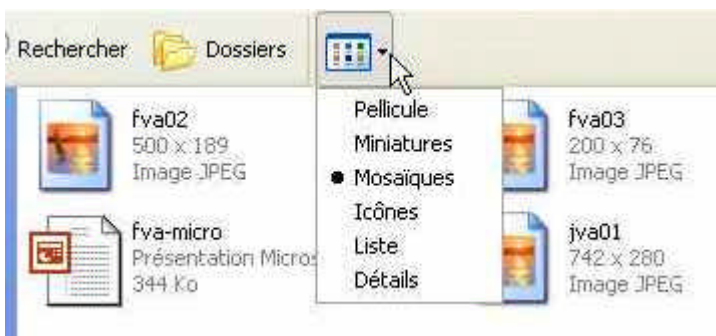 Rechercher Dossiers
Pellicule
Miniatures
Mosaïques
Icônes
Liste
Détails
fva02
500 x 189
Image JPEG
fva03
200 x 76
Image JPEG
fva-micro
Présentation Micros
344 Ko
jva01
742 x 280
Image JPEG